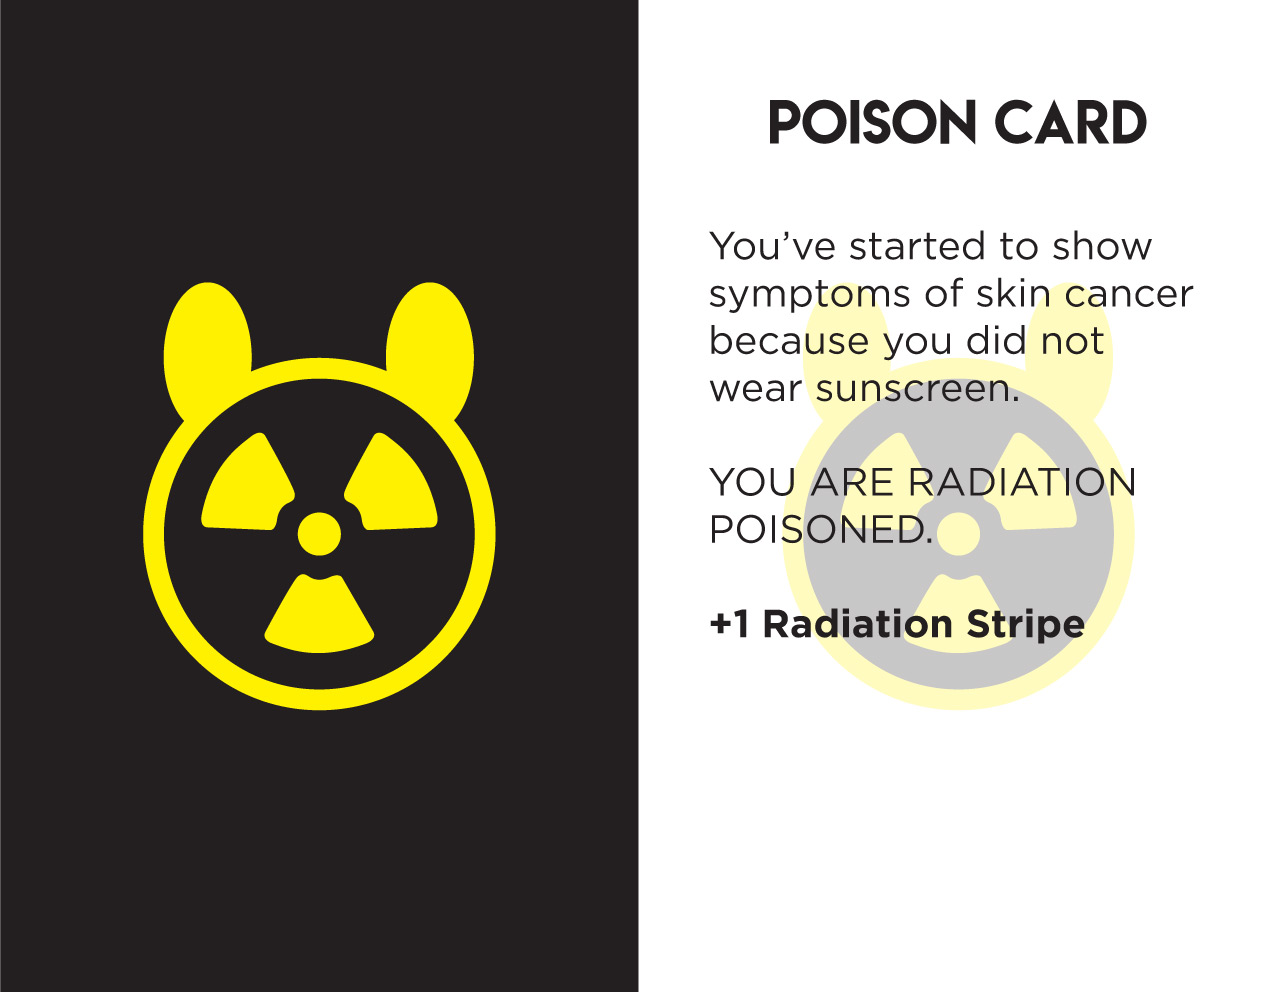 POISON CARD
You’ve started to show
symptoms of skin cancer
because you did not
wear sunscreen.
YOU ARE RADIATION
POISONED.
+1 Radiation Stripe